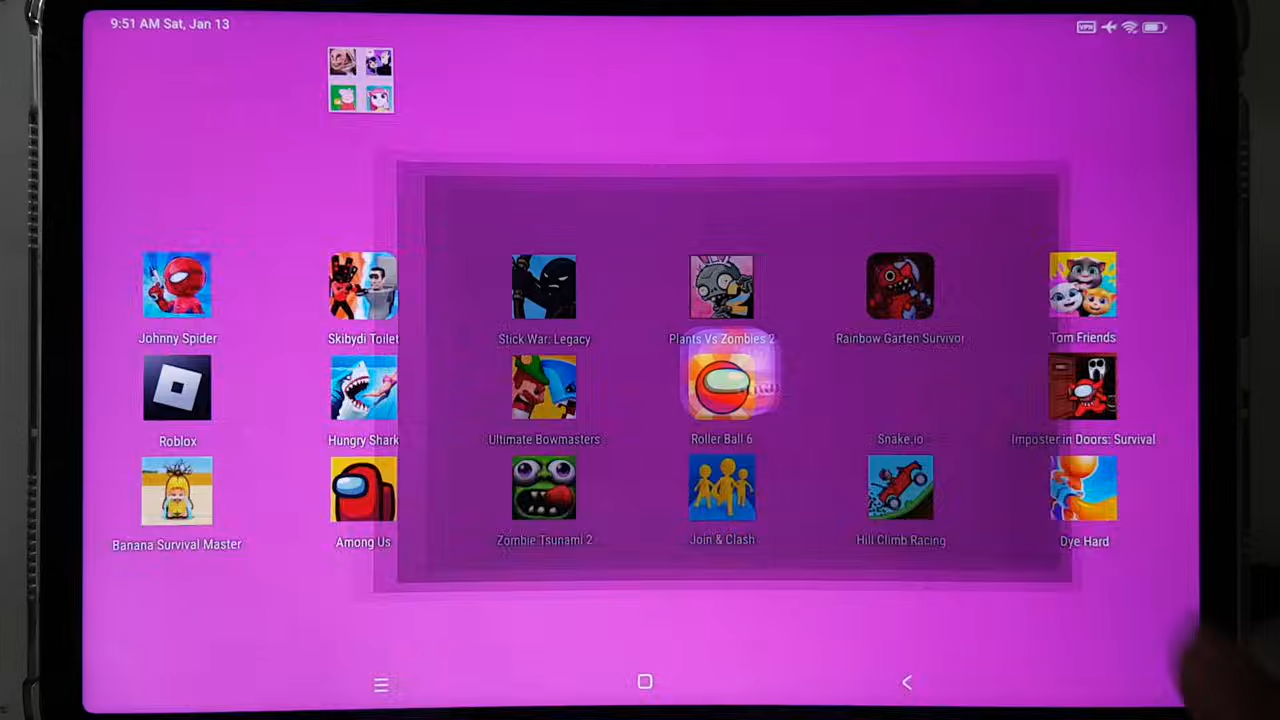 9:51 AM Sat, Jan 13
VPN
Johnny Spider
Skibydi Toilet
Stick War: Legacy
Plants Vs Zombies 2
Rainbow Garten Survivor
Tom Friends
Roblox
Hungry Shark
Ultimate Bowmasters
Roller Ball 6
Snake.io
Imposter in Doors: Survival
Banana Survival Master
Among Us
Zombie Tsunami 2
Join & Clash
Hill Climb Racing
Dye Hard